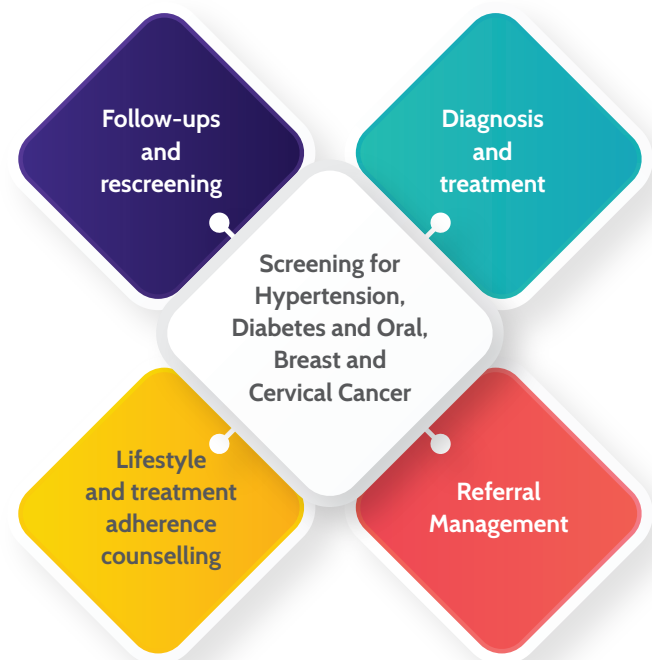 Follow-ups
and
rescreening
Diagnosis
and
treatment
Screening for
Hypertension,
Diabetes and Oral,
Breast and
Cervical Cancer
Lifestyle
and treatment
adherence
counselling
Referral
Management